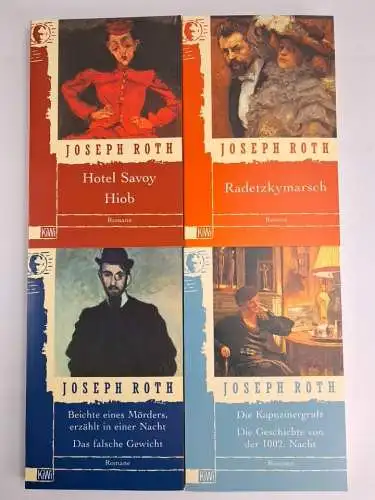 JOSEPH ROTH
Hotel Savoy
Hiob
Romane
KiWi
JOSEPH ROTH
Radetzkymarsch
Roman
KiWi
JOSEPH ROTH
Beichte eines Mörders,
erzählt in einer Nacht
Das falsche Gewicht
Romane
KiWi
JOSEPH ROTH
Die Kapuzinergruft
Die Geschichte von
der 1002. Nacht
Romane
KiWi